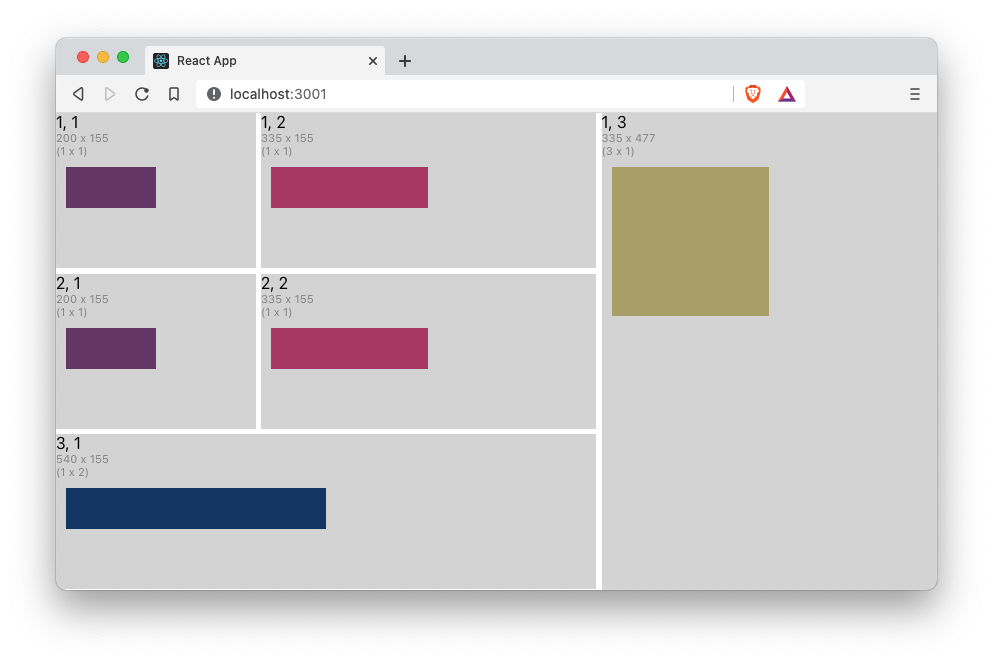 React App
localhost:3001
1, 1
200 x 155
(1 x 1)
1, 2
335 x 155
(1 x 1)
1, 3
335 x 477
(3 x 1)
2, 1
200 x 155
(1 x 1)
2, 2
335 x 155
(1 x 1)
3, 1
540 x 155
(1 x 2)